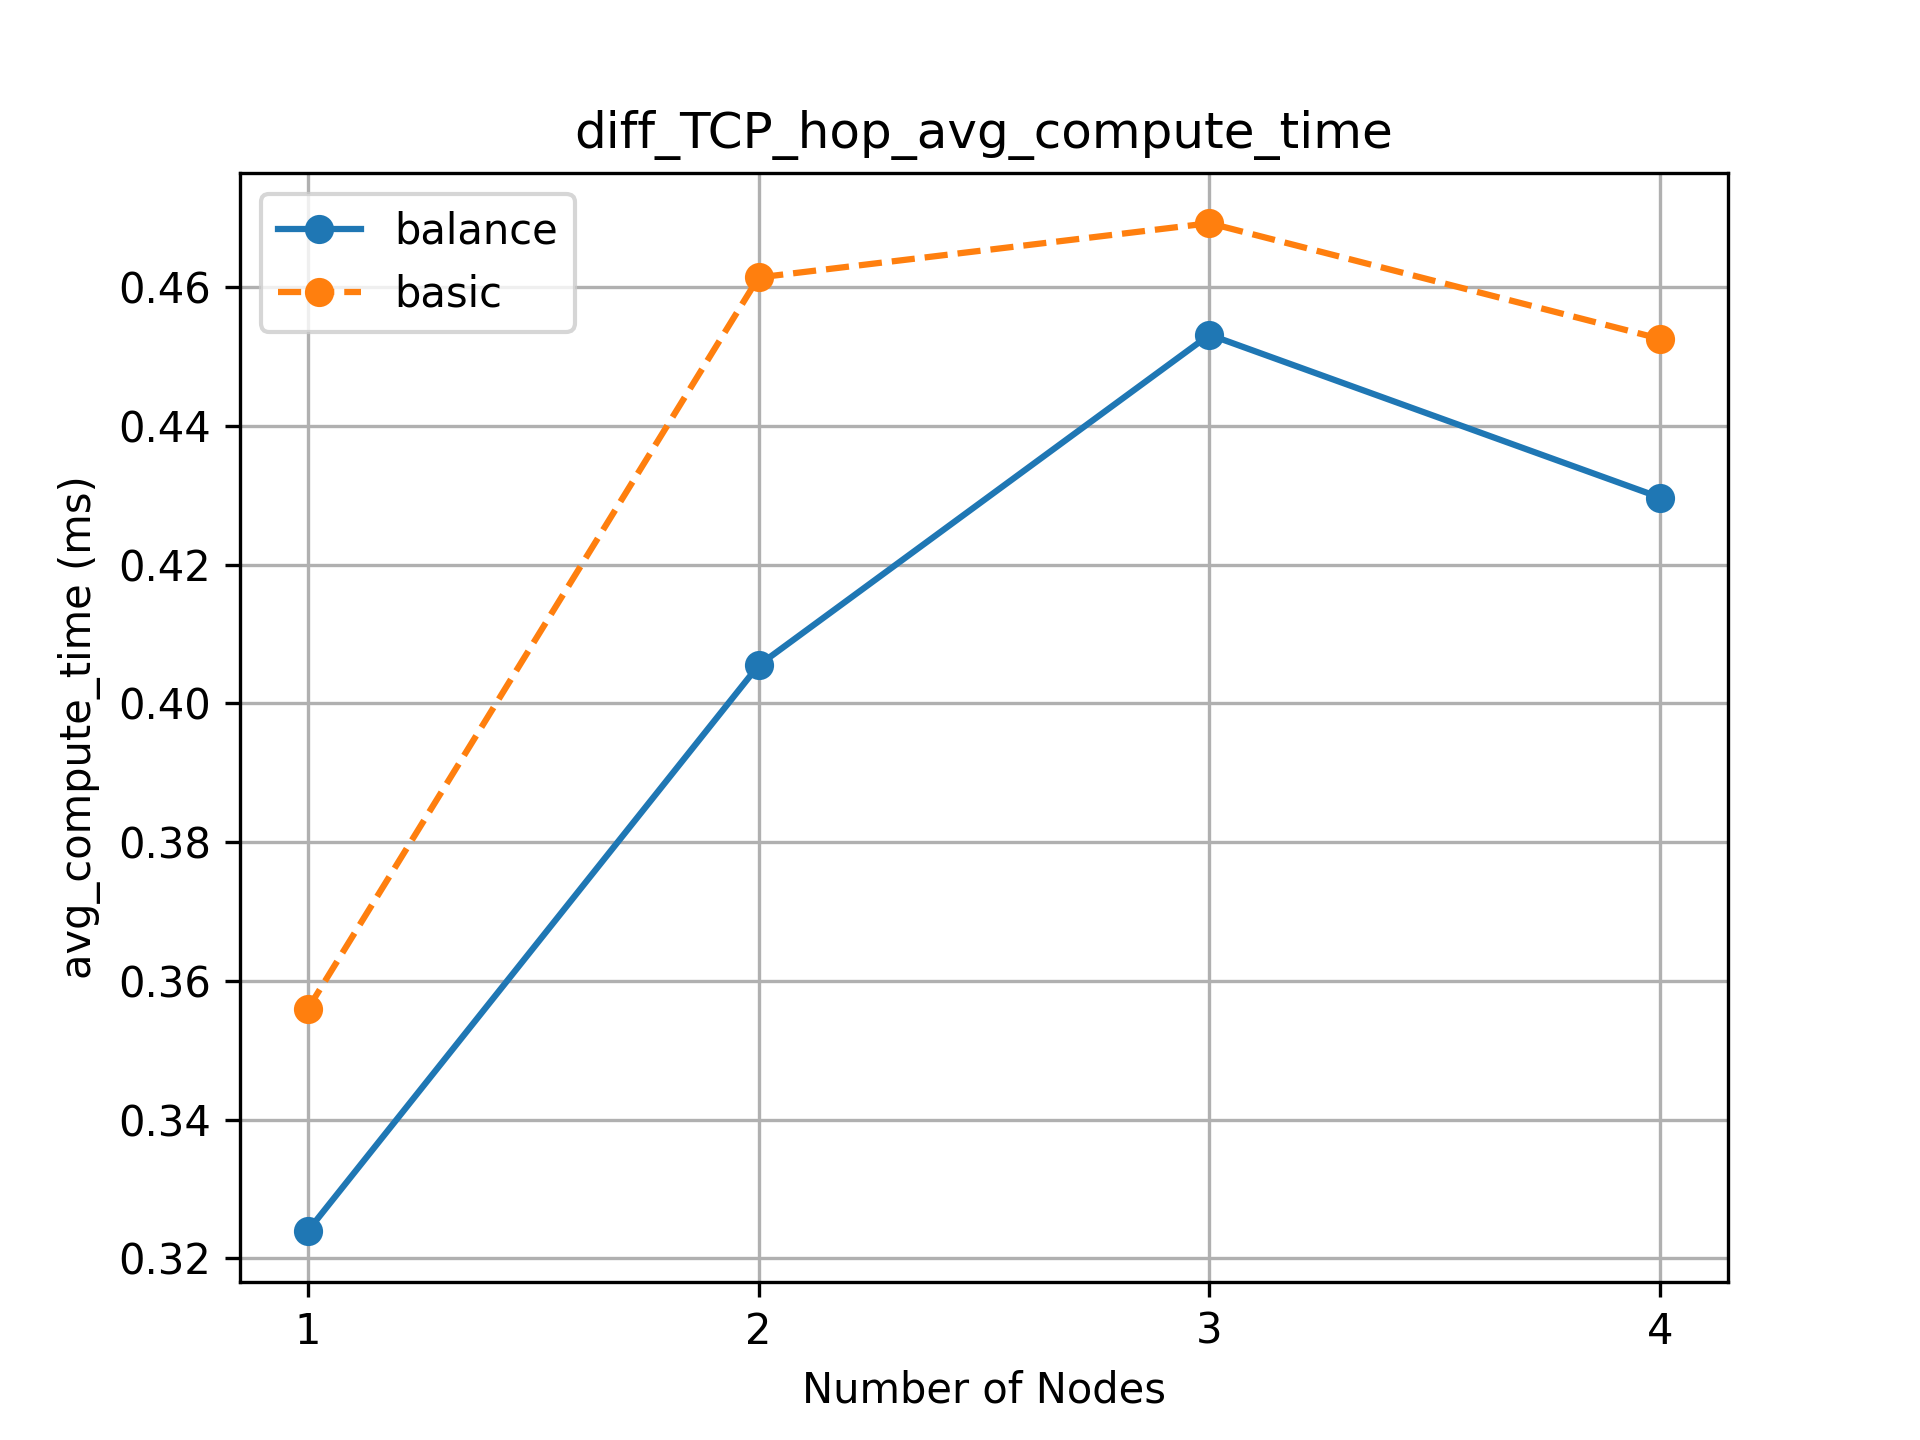 diff_TCP_hop_avg_compute_time
balance
basic
avg_compute_time (ms)
0.46
0.44
0.42
0.40
0.38
0.36
0.34
0.32
1 2 3 4
Number of Nodes